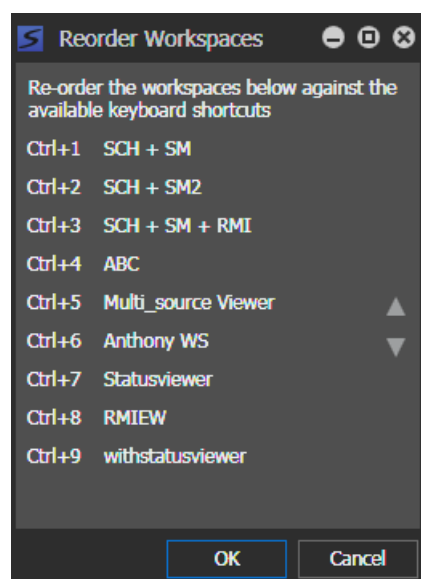 Reorder Workspaces
Re-order the workspaces below against the
available keyboard shortcuts
Ctrl+1 SCH + SM
Ctrl+2 SCH + SM2
Ctrl+3 SCH + SM + RMI
Ctrl+4 ABC
Ctrl+5 Multi_source Viewer
Ctrl+6 Anthony WS
Ctrl+7 Statusviewer
Ctrl+8 RMIEW
Ctrl+9 withstatusviewer
OK Cancel